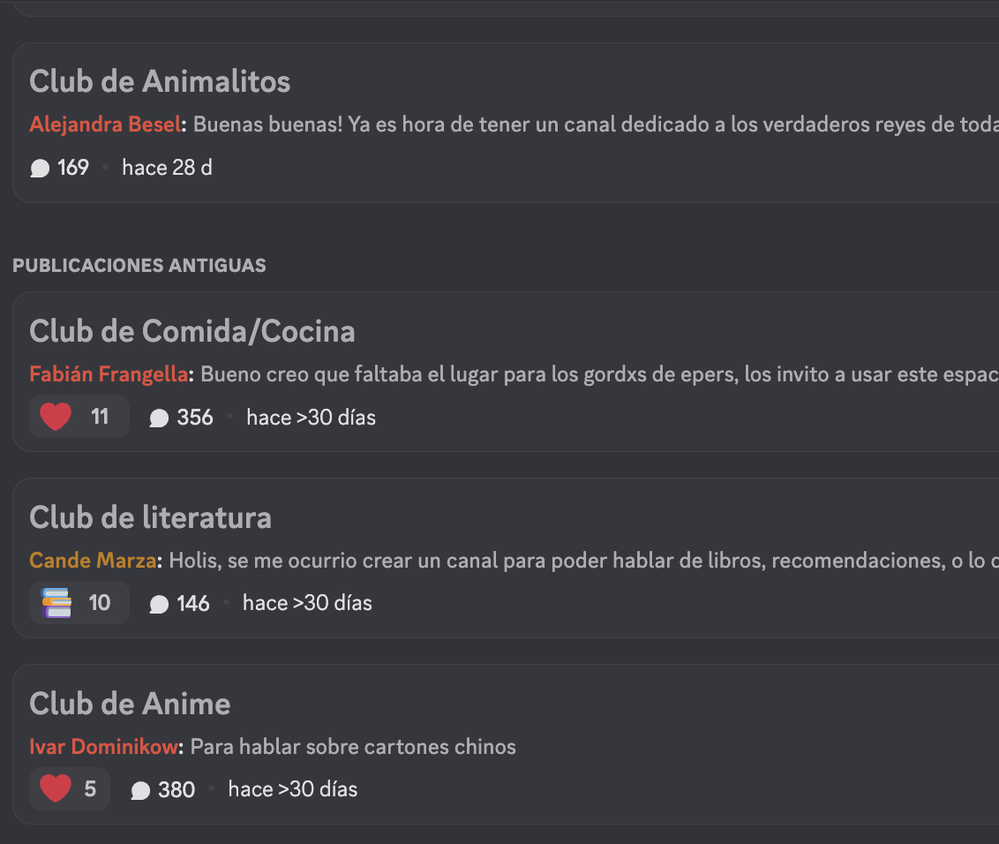 Club de Animalitos
Alejandra Besel: Buenas buenas! Ya es hora de tener un canal dedicado a los verdaderos reyes de toda
169 • hace 28 d
PUBLICACIONES ANTIGUAS
Club de Comida/Cocina
Fabián Frangella: Bueno creo que faltaba el lugar para los gordxs de epers, los invito a usar este espac
11 356 • hace >30 días
Club de literatura
Cande Marza: Holis, se me ocurrio crear un canal para poder hablar de libros, recomendaciones, o lo
10 146 • hace >30 días
Club de Anime
Ivar Dominikow: Para hablar sobre cartones chinos
5 380 • hace >30 días